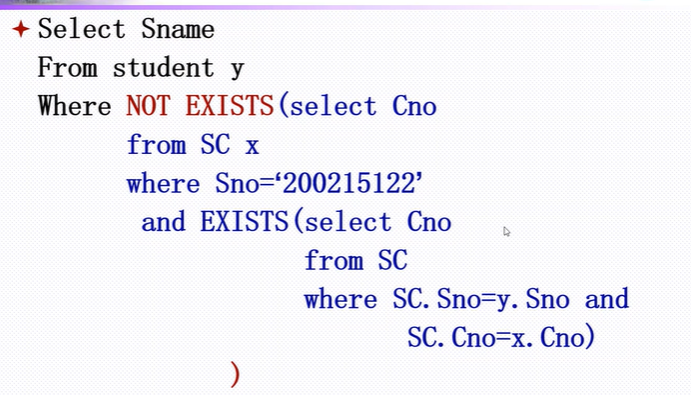 Select Sname
From student y
Where NOT EXISTS(select Cno
from SC x
where Sno=‘200215122’
and EXISTS(select Cno
from SC
where SC.Sno=y.Sno and
SC.Cno=x.Cno)
)